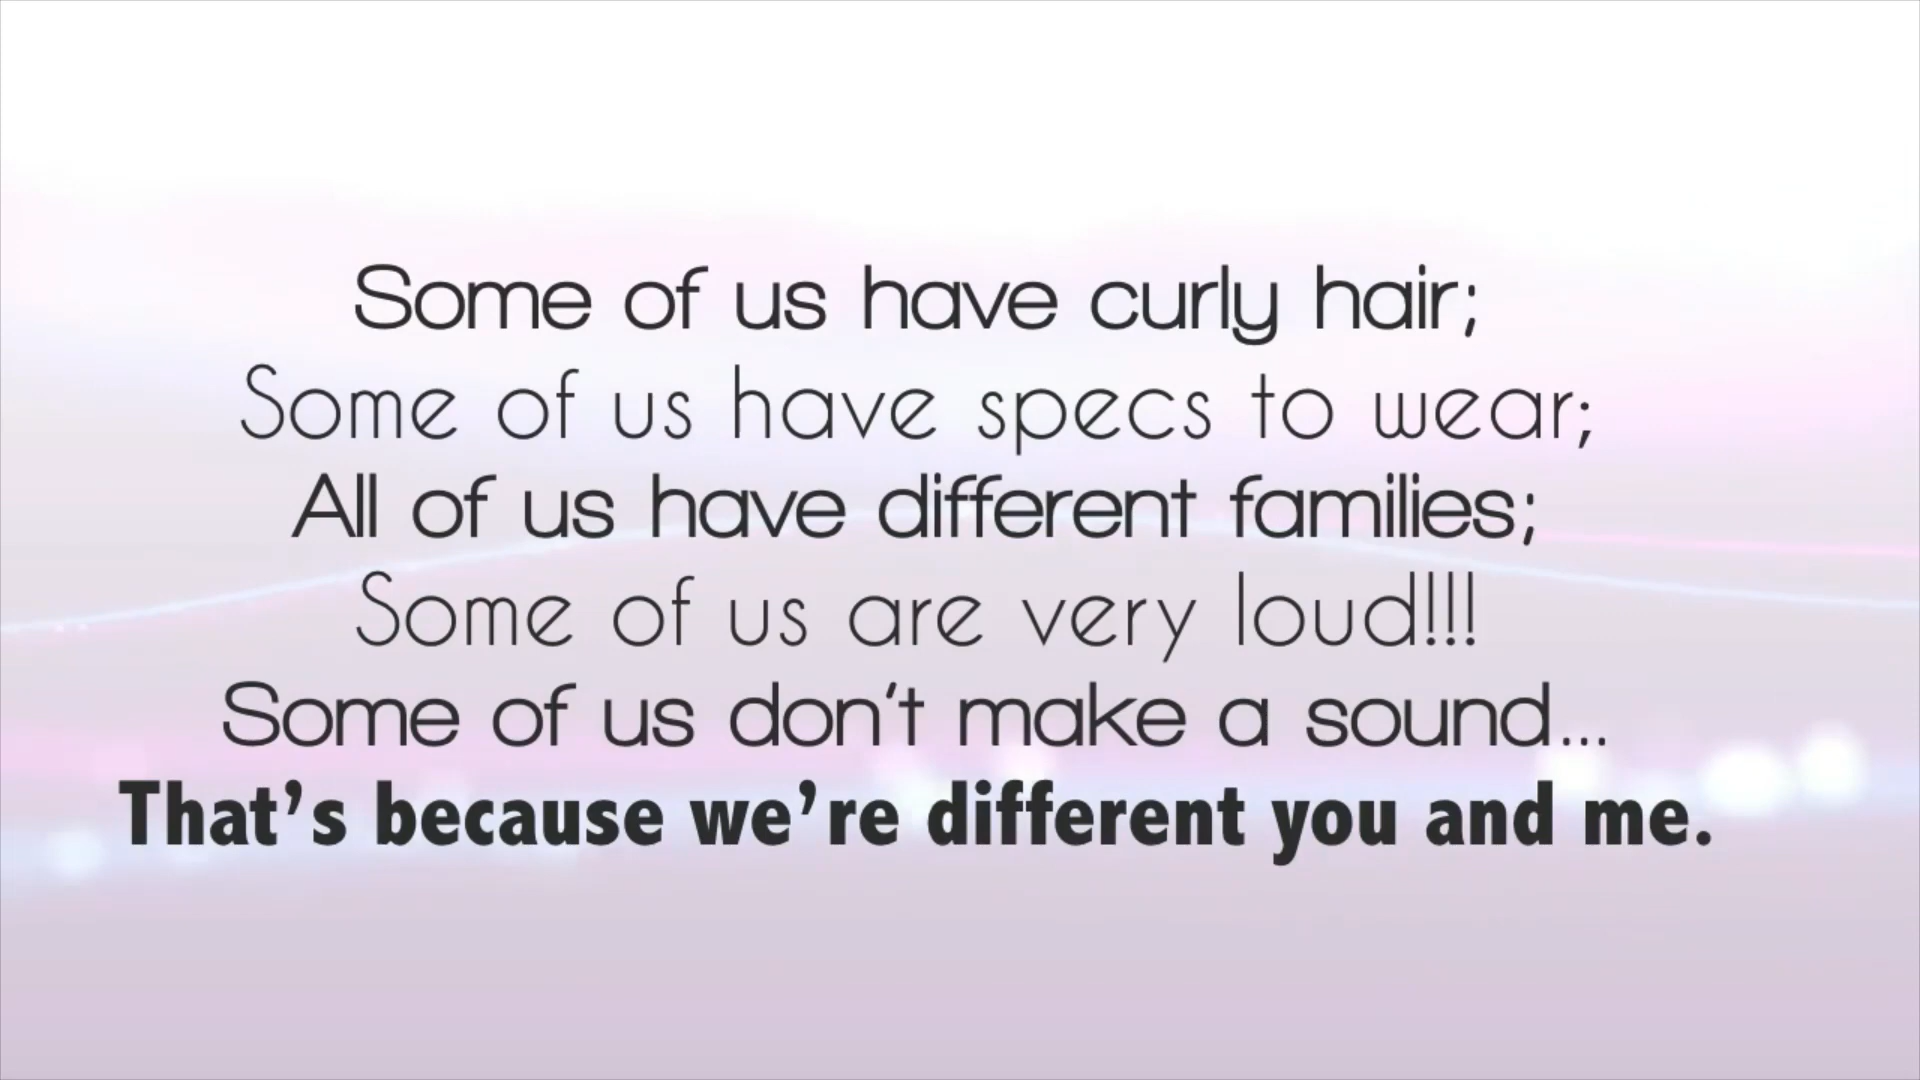 Some of us have curly hair;
Some of us have specs to wear;
All of us have different families;
Some of us are very loud!!!
Some of us don't make a sound...
That's because we're different you and me.